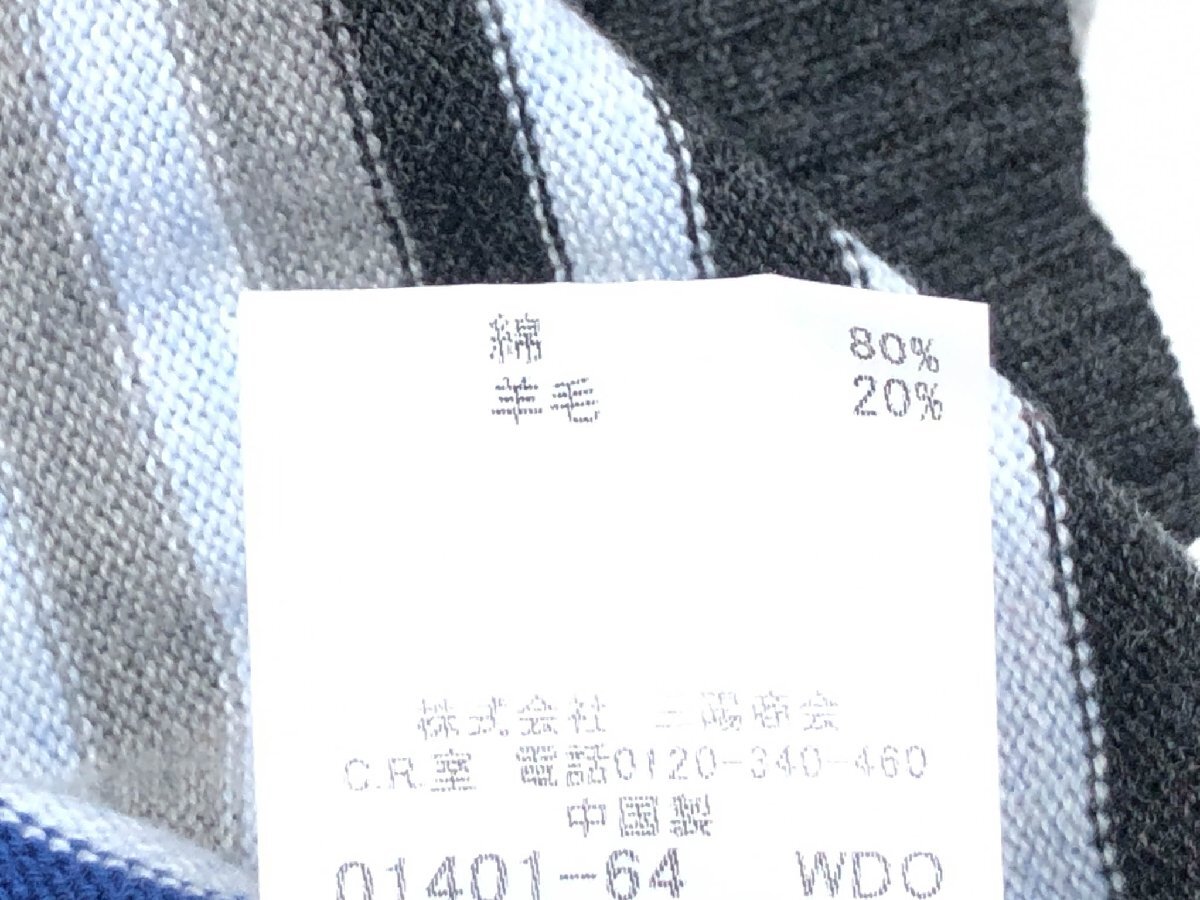 綿 80%
羊毛 20%
株式会社 三陽商会
C.R.室 電話0120-340-460
中国製
01401-64 WDO